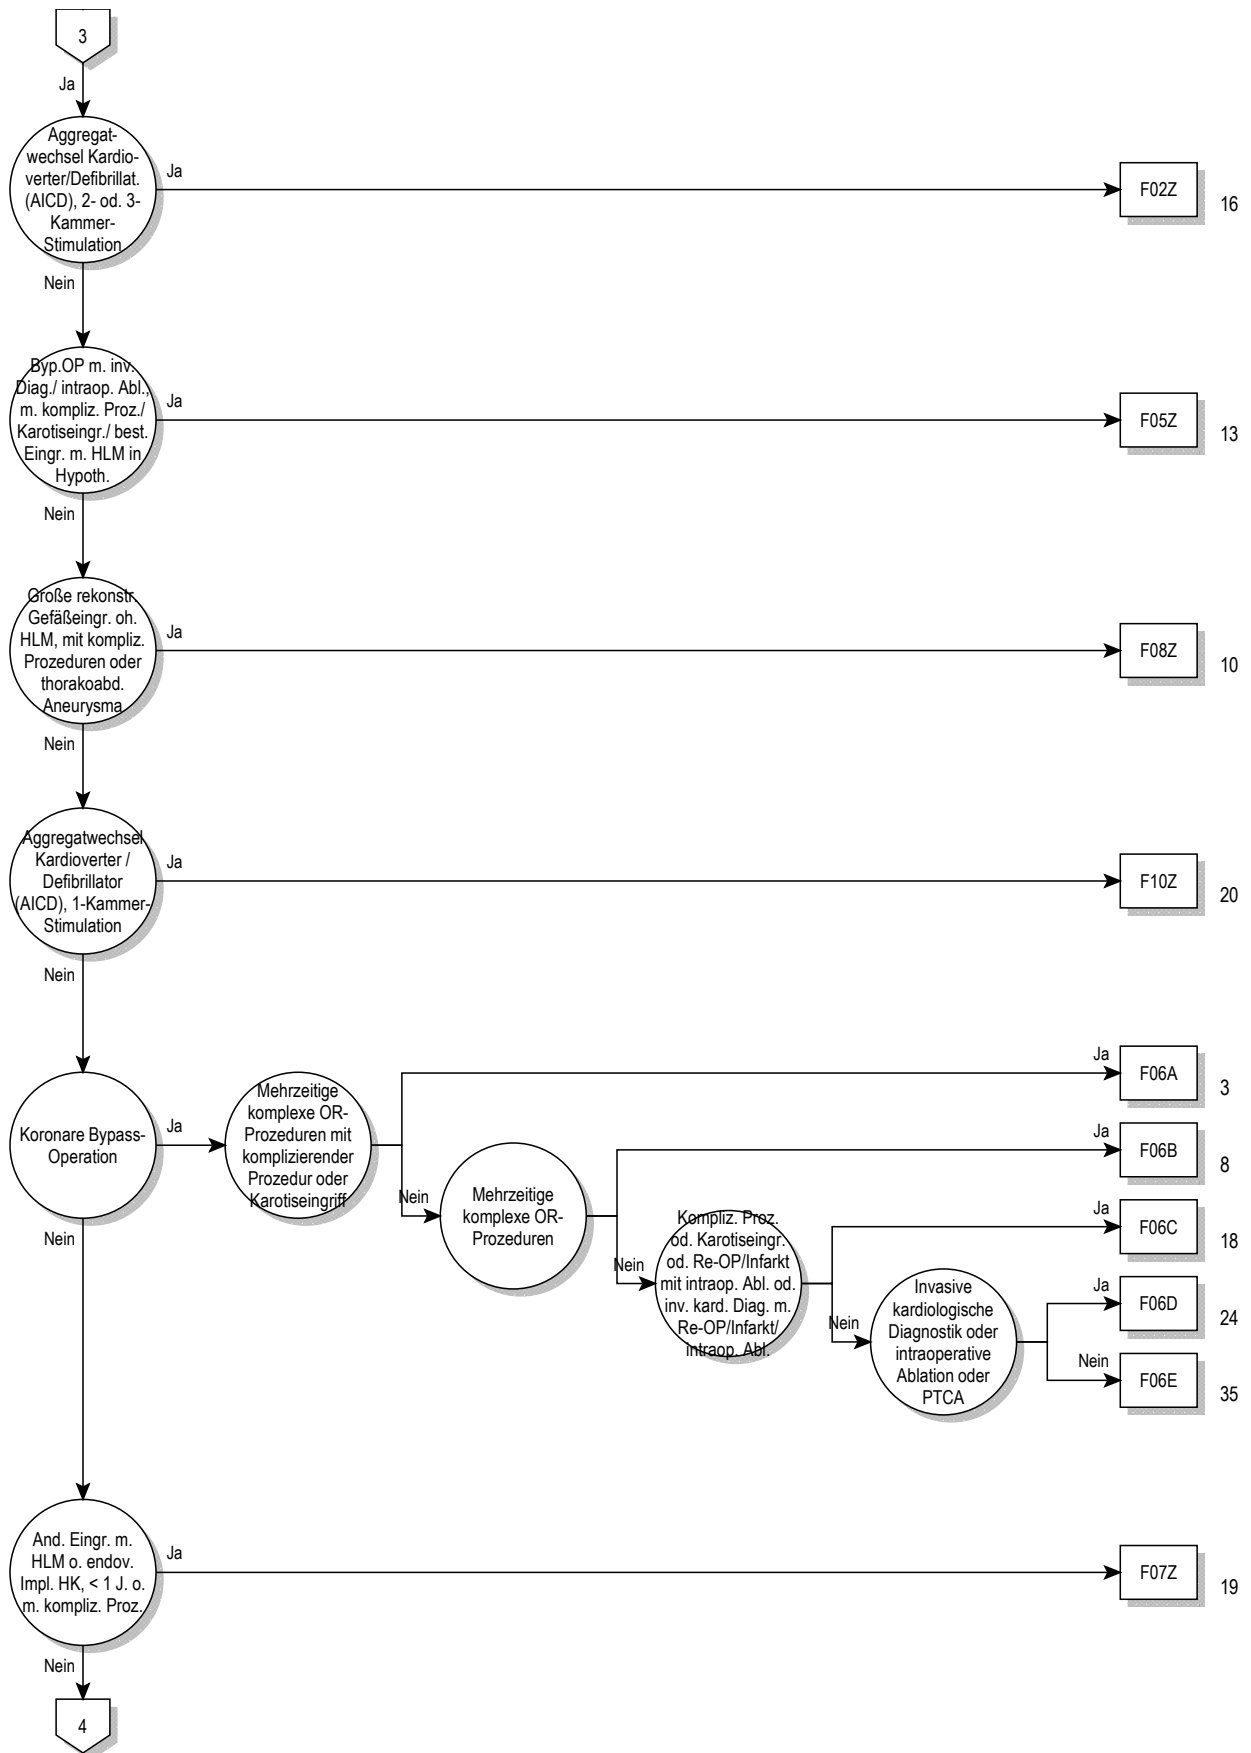 3
Ja
Aggregat-
wechsel Kardio-
verter/Defibrillat.
(AICD), 2- od. 3-
Kammer-
Stimulation
Ja
F02Z
16
Nein
Byp.OP m. inv.
Diag./ intraop. Abl.,
m. kompliz. Proz./
Karotiseingr./ best.
Eingr. m. HLM in
Hypoth.
Ja
F05Z
13
Nein
Große rekonstr.
Gefäßeingr. oh.
HLM, mit kompliz.
Prozeduren oder
thorakoabd.
Aneurysma
Ja
F08Z
10
Nein
Aggregatwechsel
Kardioverter /
Defibrillator
(AICD), 1-Kammer-
Stimulation
Ja
F10Z
20
Nein
Koronare Bypass-
Operation
Ja
Mehrzeitige
komplexe OR-
Prozeduren mit
komplizierender
Prozedur oder
Karotiseingriff
Ja
F06A
3
Nein
Mehrzeitige
komplexe OR-
Prozeduren
Ja
F06B
8
Nein
Kompliz. Proz.
od. Karotiseingr.
od. Re-OP/Infarkt
mit intraop. Abl. od.
inv. kard. Diag. m.
Re-OP/Infarkt/
intraop. Abl.
Ja
F06C
18
Nein
Invasive
kardiologische
Diagnostik oder
intraoperative
Ablation oder
PTCA
Ja
F06D
24
Nein
F06E
35
Nein
And. Eingr. m.
HLM o. endov.
Impl. HK, < 1 J. o.
m. kompliz. Proz.
Ja
F07Z
19
Nein
4